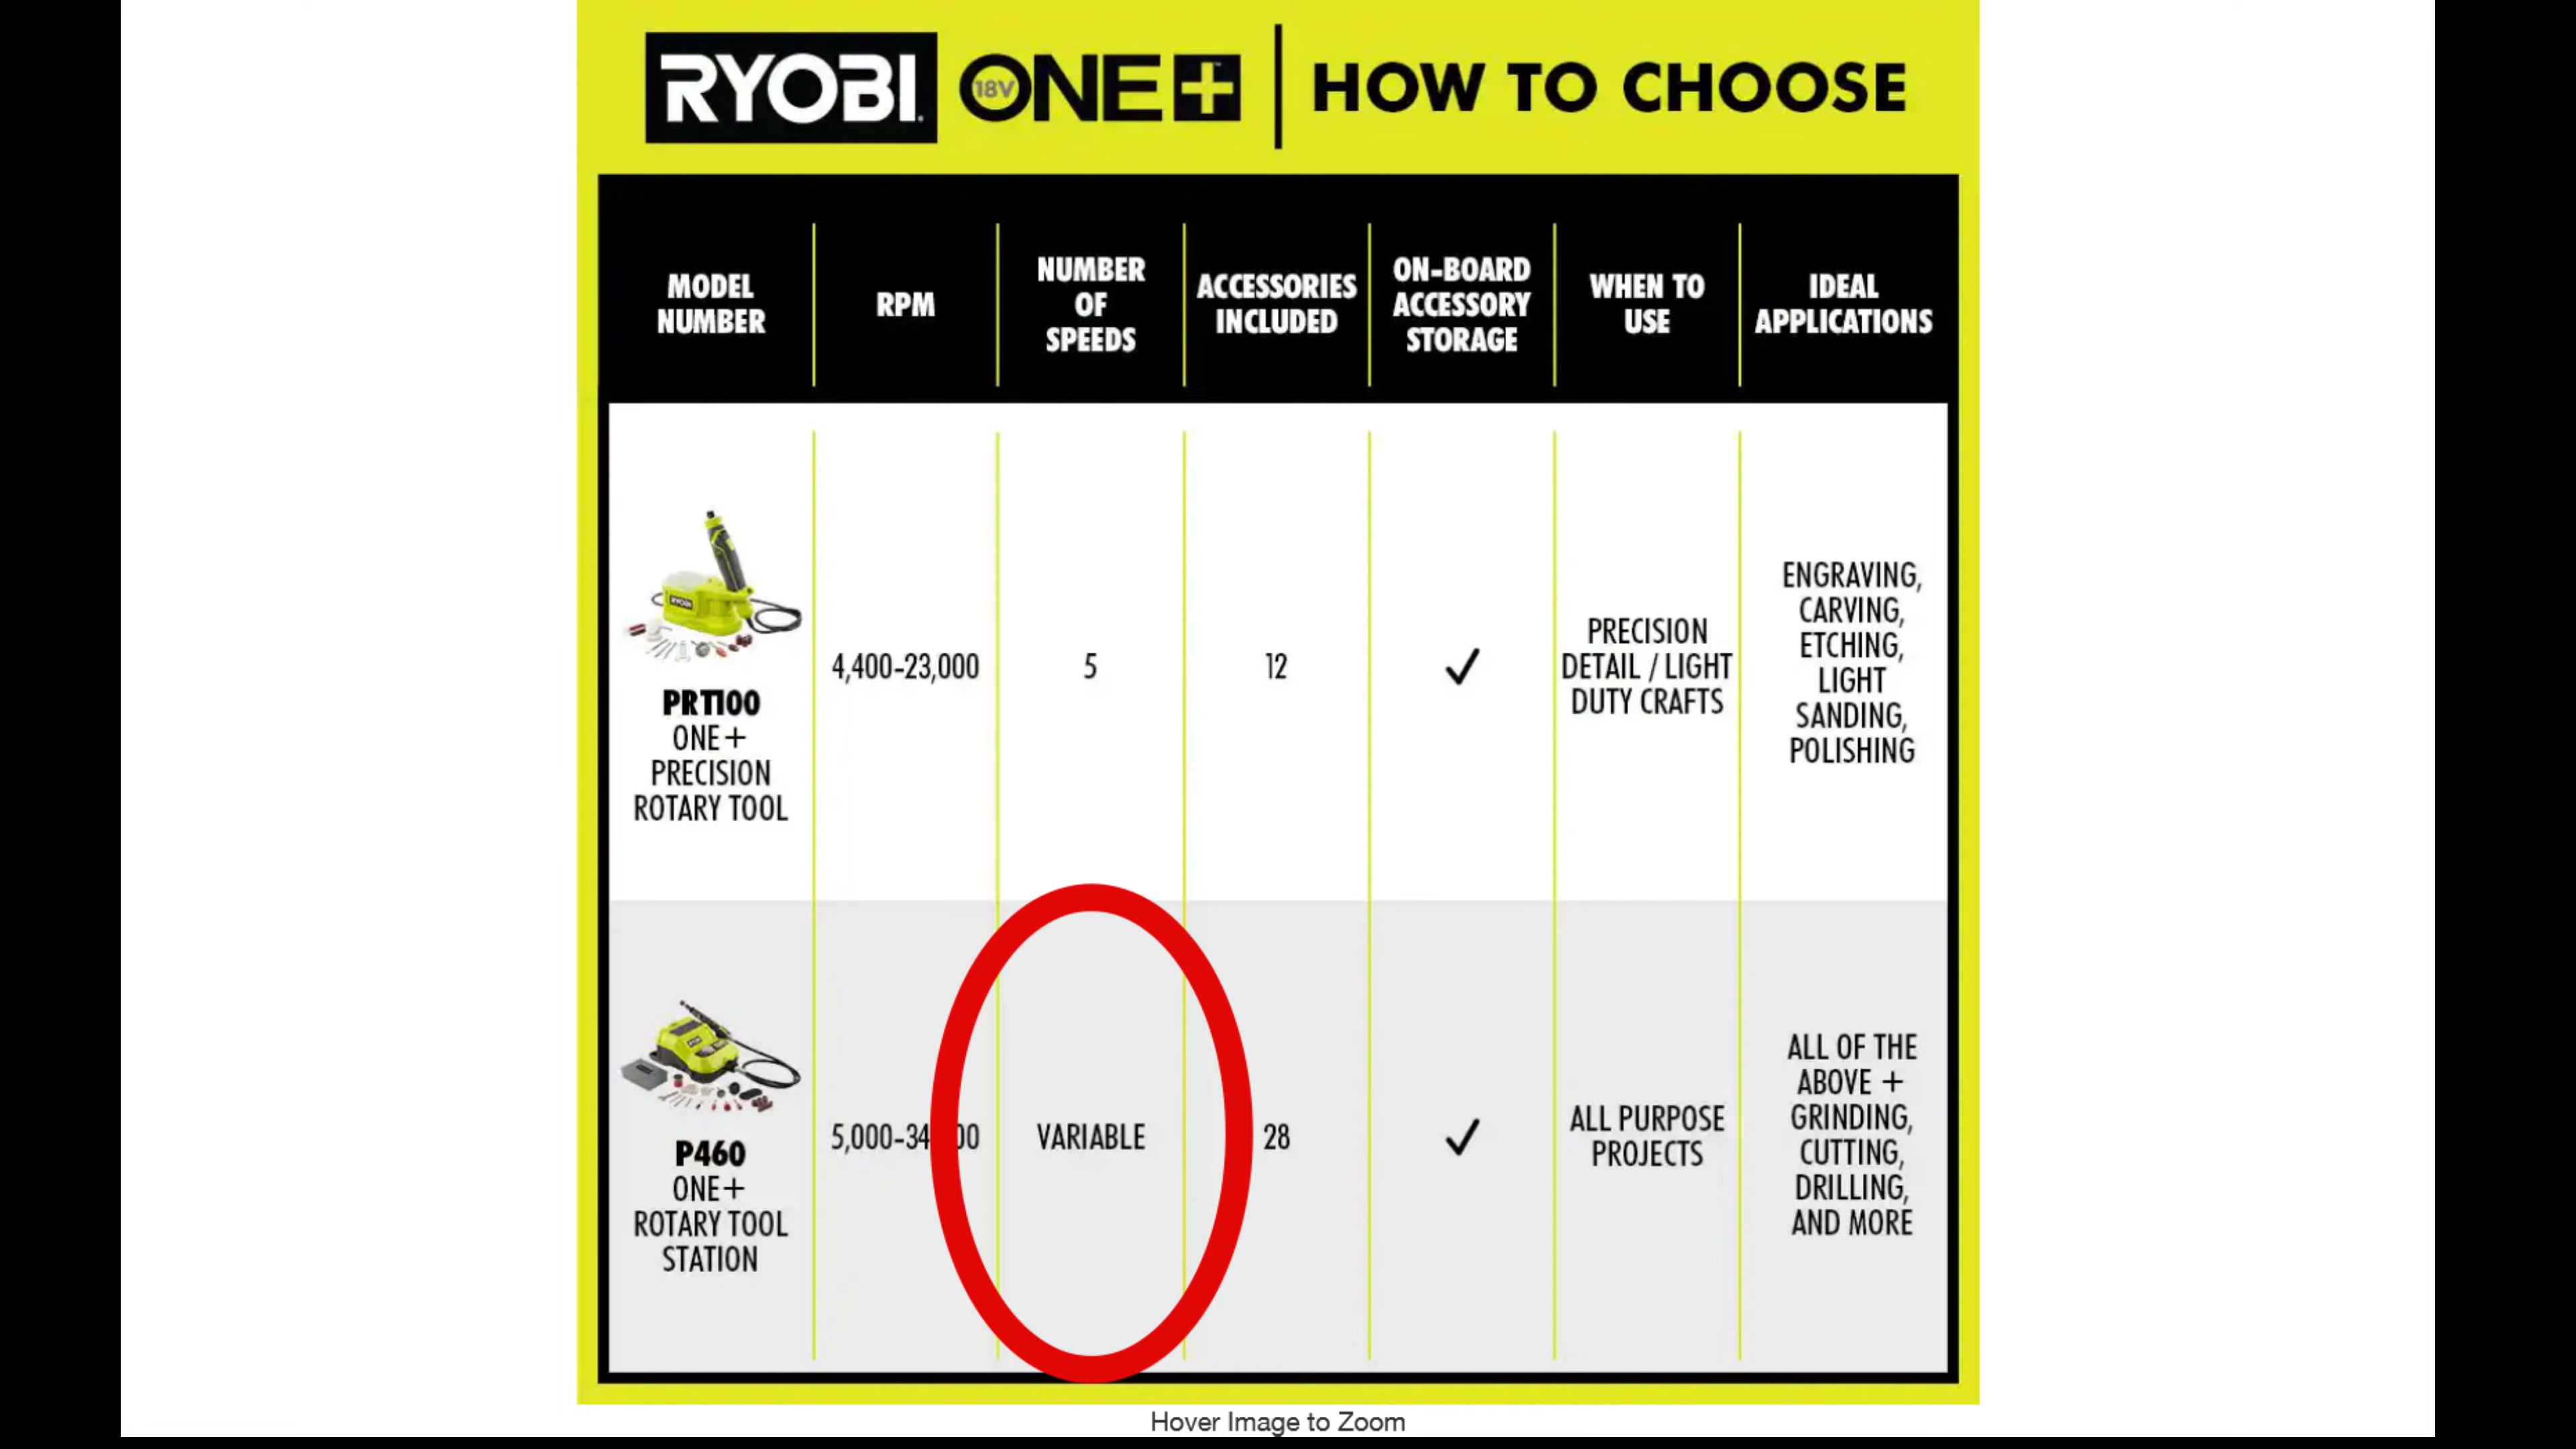 RYOBI 18V ONE+ HOW TO CHOOSE
MODEL
NUMBER
RPM
NUMBER
OF
SPEEDS
ACCESSORIES
INCLUDED
ON-BOARD
ACCESSORY
STORAGE
WHEN TO
USE
IDEAL
APPLICATIONS
RYOBI
PRT100
ONE+
PRECISION
ROTARY TOOL
4,400-23,000
5
12
PRECISION
DETAIL / LIGHT
DUTY CRAFTS
ENGRAVING,
CARVING,
ETCHING,
LIGHT
SANDING,
POLISHING
RYOBI
P460
ONE+
ROTARY TOOL
STATION
VARIABLE
28
ALL PURPOSE
PROJECTS
ALL OF THE
ABOVE +
GRINDING,
CUTTING,
DRILLING,
AND MORE
Hover Image to Zoom